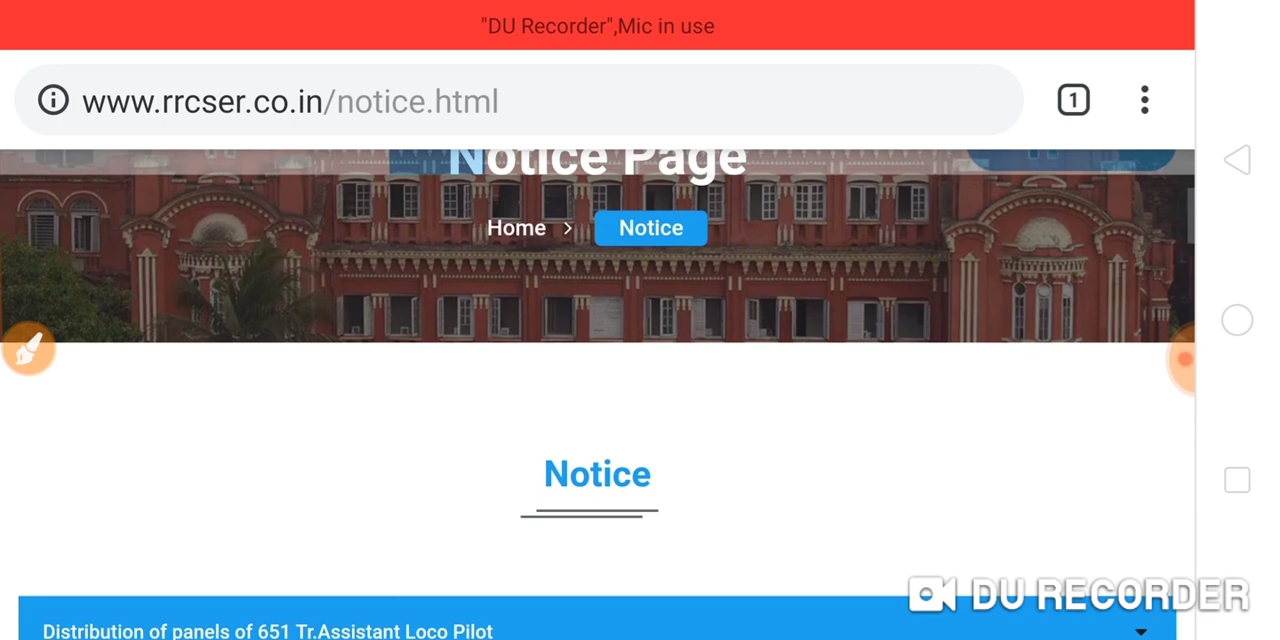 "DU Recorder",Mic in use
www.rrcser.co.in/notice.html
1
Notice Page
Home > Notice
Notice
DU RECORDER
Distribution of panels of 651 Tr.Assistant Loco Pilot